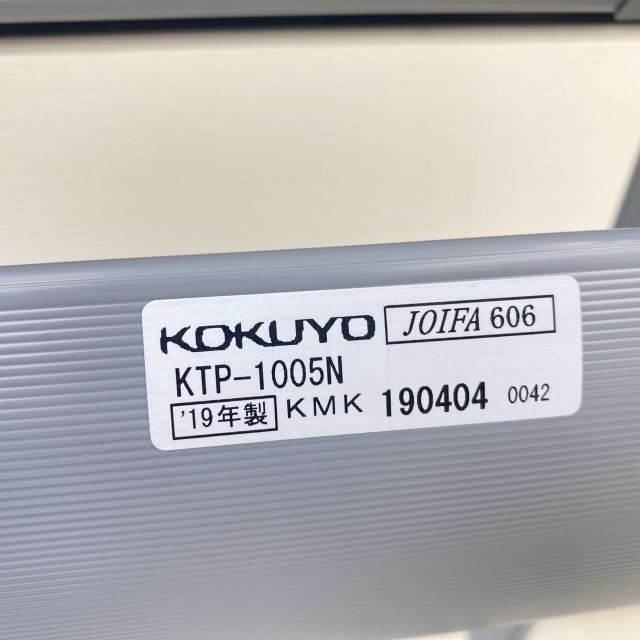 KOKUYO JOIFA 606
KTP-1005N
'19年製 KMK 190404 0042